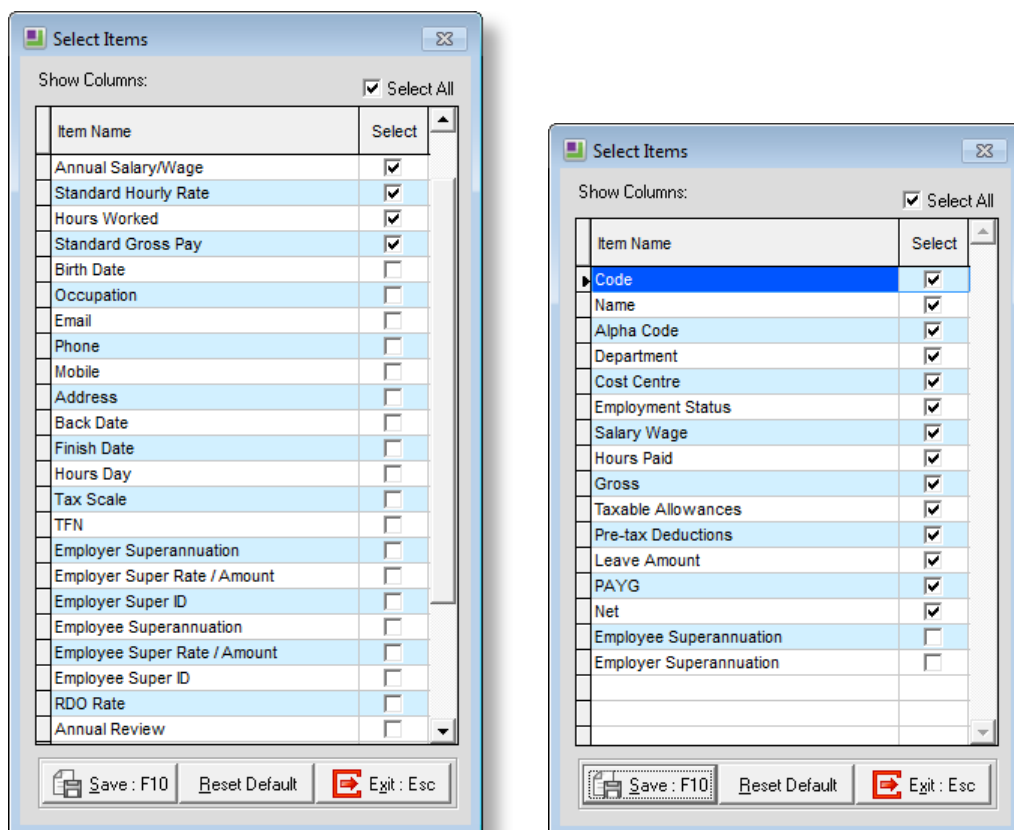 Select Items
Show Columns:
Select All
Item Name Select
Annual Salary/Wage
Standard Hourly Rate
Hours Worked
Standard Gross Pay
Birth Date
Occupation
Email
Phone
Mobile
Address
Back Date
Finish Date
Hours Day
Tax Scale
TFN
Employer Superannuation
Employer Super Rate / Amount
Employer Super ID
Employee Superannuation
Employee Super Rate / Amount
Employee Super ID
RDO Rate
Annual Review
Save : F10 Reset Default Exit : Esc
Select Items
Show Columns:
Select All
Item Name Select
Code
Name
Alpha Code
Department
Cost Centre
Employment Status
Salary Wage
Hours Paid
Gross
Taxable Allowances
Pre-tax Deductions
Leave Amount
PAYG
Net
Employee Superannuation
Employer Superannuation
Save : F10 Reset Default Exit : Esc